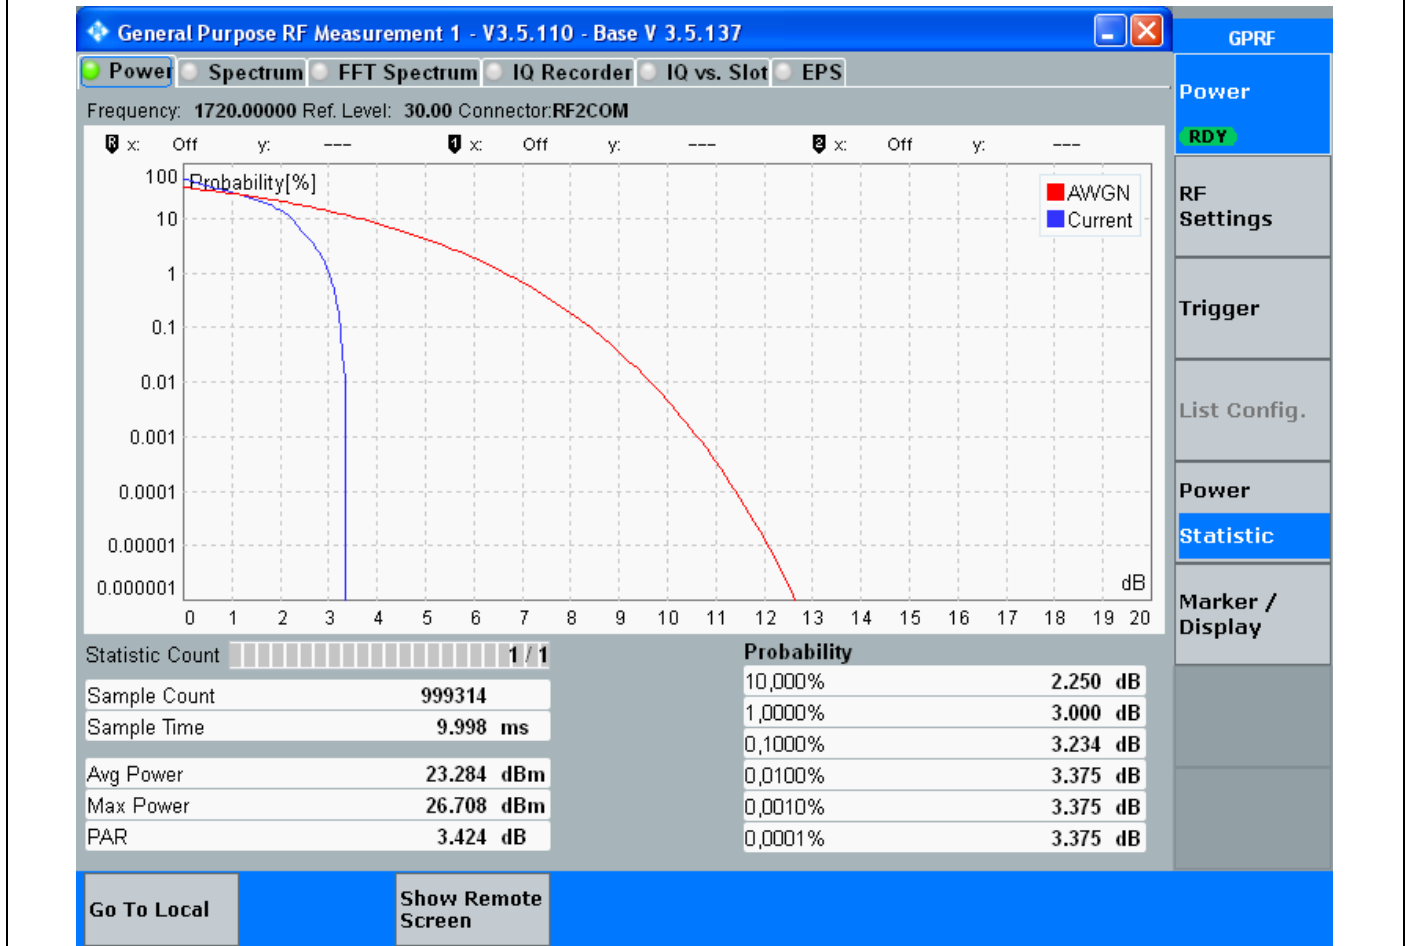 General Purpose RF Measurement 1 - V3.5.110 - Base V 3.5.137
GPRF
Power Spectrum FFT Spectrum IQ Recorder IQ vs. Slot EPS
Frequency: 1720.00000 Ref. Level: 30.00 Connector:RF2COM
R x: Off y: --- 1 x: Off y: --- 2 x: Off y: ---
Probability[%]
AWGN
Current
100
10
1
0.1
0.01
0.001
0.0001
0.00001
0.000001
dB
0 1 2 3 4 5 6 7 8 9 10 11 12 13 14 15 16 17 18 19 20
Statistic Count 1 / 1
Sample Count 999314
Sample Time 9.998 ms
Avg Power 23.284 dBm
Max Power 26.708 dBm
PAR 3.424 dB
Probability
10,000% 2.250 dB
1,0000% 3.000 dB
0,1000% 3.234 dB
0,0100% 3.375 dB
0,0010% 3.375 dB
0,0001% 3.375 dB
Power
RDY
RF
Settings
Trigger
List Config.
Power
Statistic
Marker /
Display
Go To Local
Show Remote
Screen